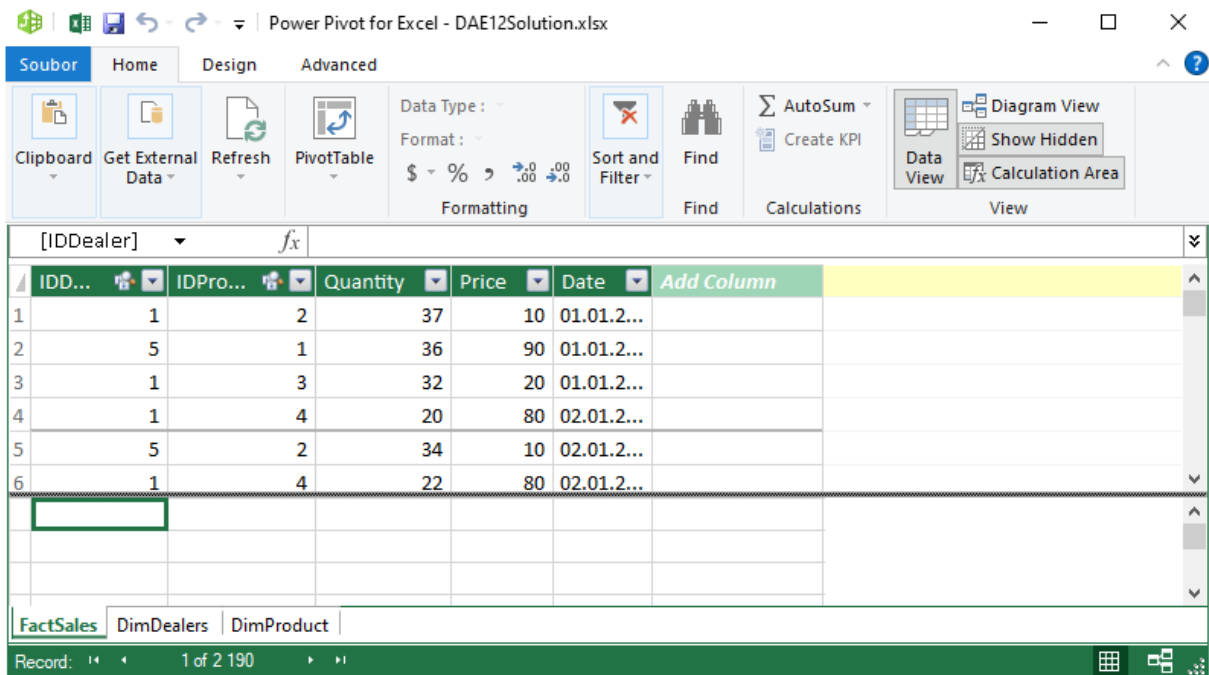 Power Pivot for Excel - DAE12Solution.xlsx
Soubor Home Design Advanced
Clipboard
Get External Data
Refresh
PivotTable
Data Type :
Format :
$ % , .0 .00 .00 .0
Formatting
Sort and Filter
Find
Find
∑ AutoSum
Create KPI
Calculations
Data View
Diagram View
Show Hidden
Calculation Area
View
[IDDealer] fx
IDD... IDPro... Quantity Price Date Add Column
1 1 2 37 10 01.01.2...
2 5 1 36 90 01.01.2...
3 1 3 32 20 01.01.2...
4 1 4 20 80 02.01.2...
5 5 2 34 10 02.01.2...
6 1 4 22 80 02.01.2...
FactSales DimDealers DimProduct
Record: 1 of 2 190